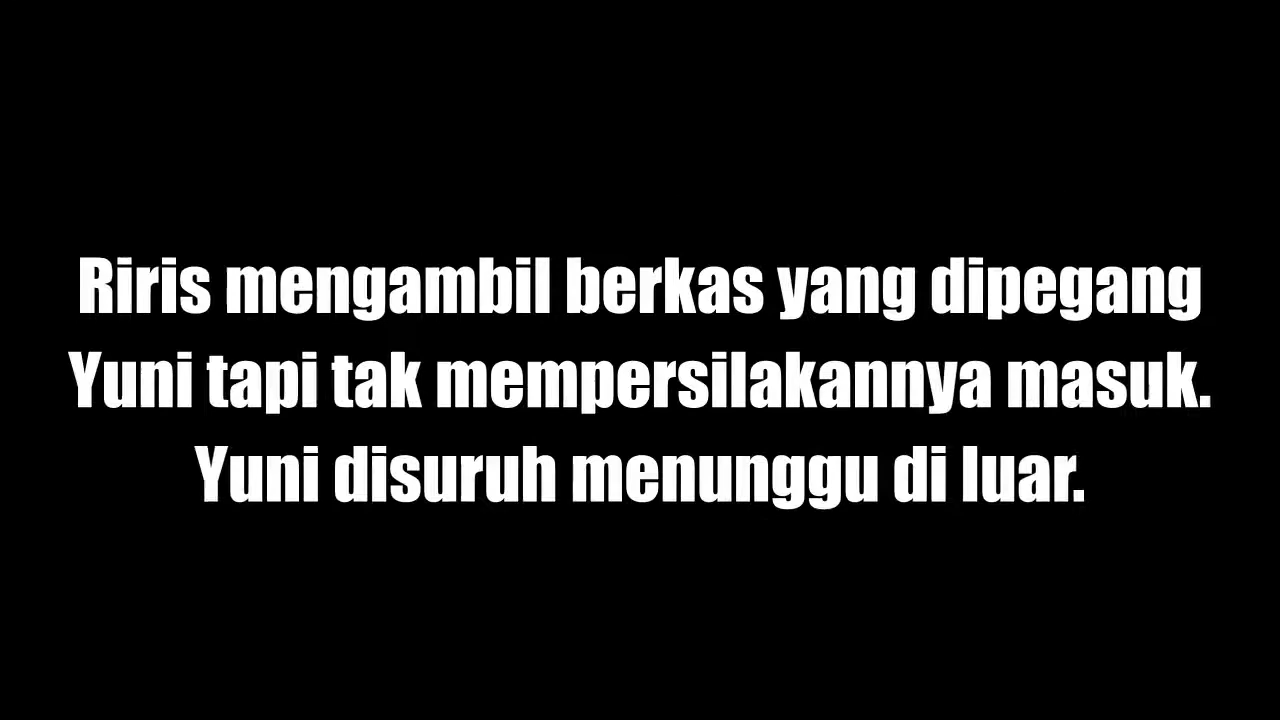 Riris mengambil berkas yang dipegang
Yuni tapi tak mempersilakannya masuk.
Yuni disuruh menunggu di luar.